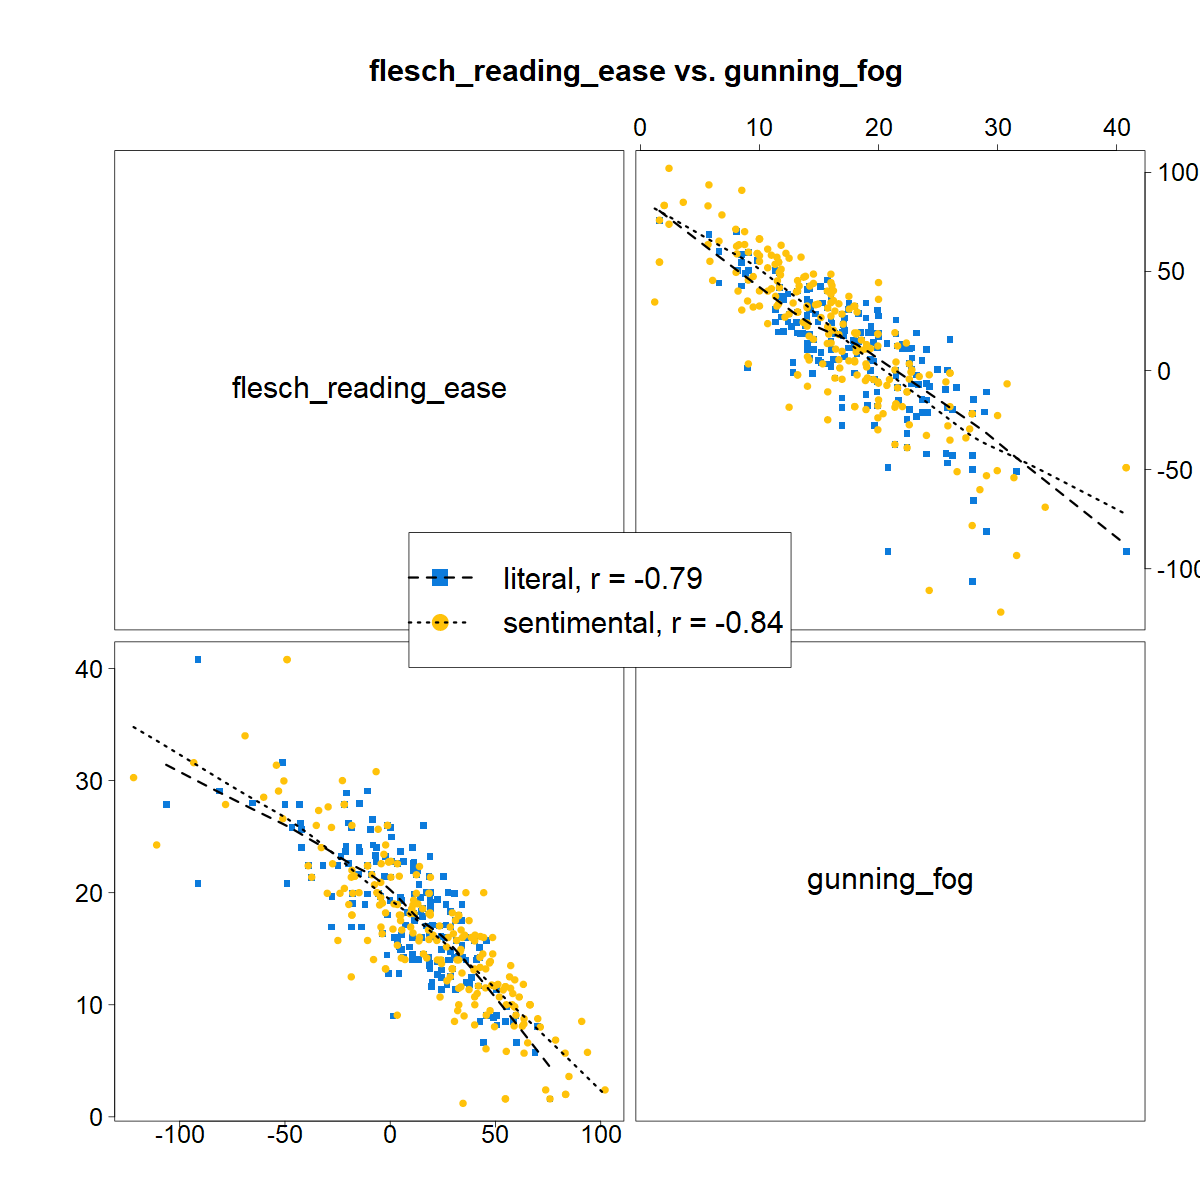 flesch_reading_ease vs. gunning_fog
0 10 20 30 40
flesch_reading_ease
100
50
0
-50
-100
literal, r = -0.79
sentimental, r = -0.84
40
30
20
10
0
gunning_fog
-100 -50 0 50 100